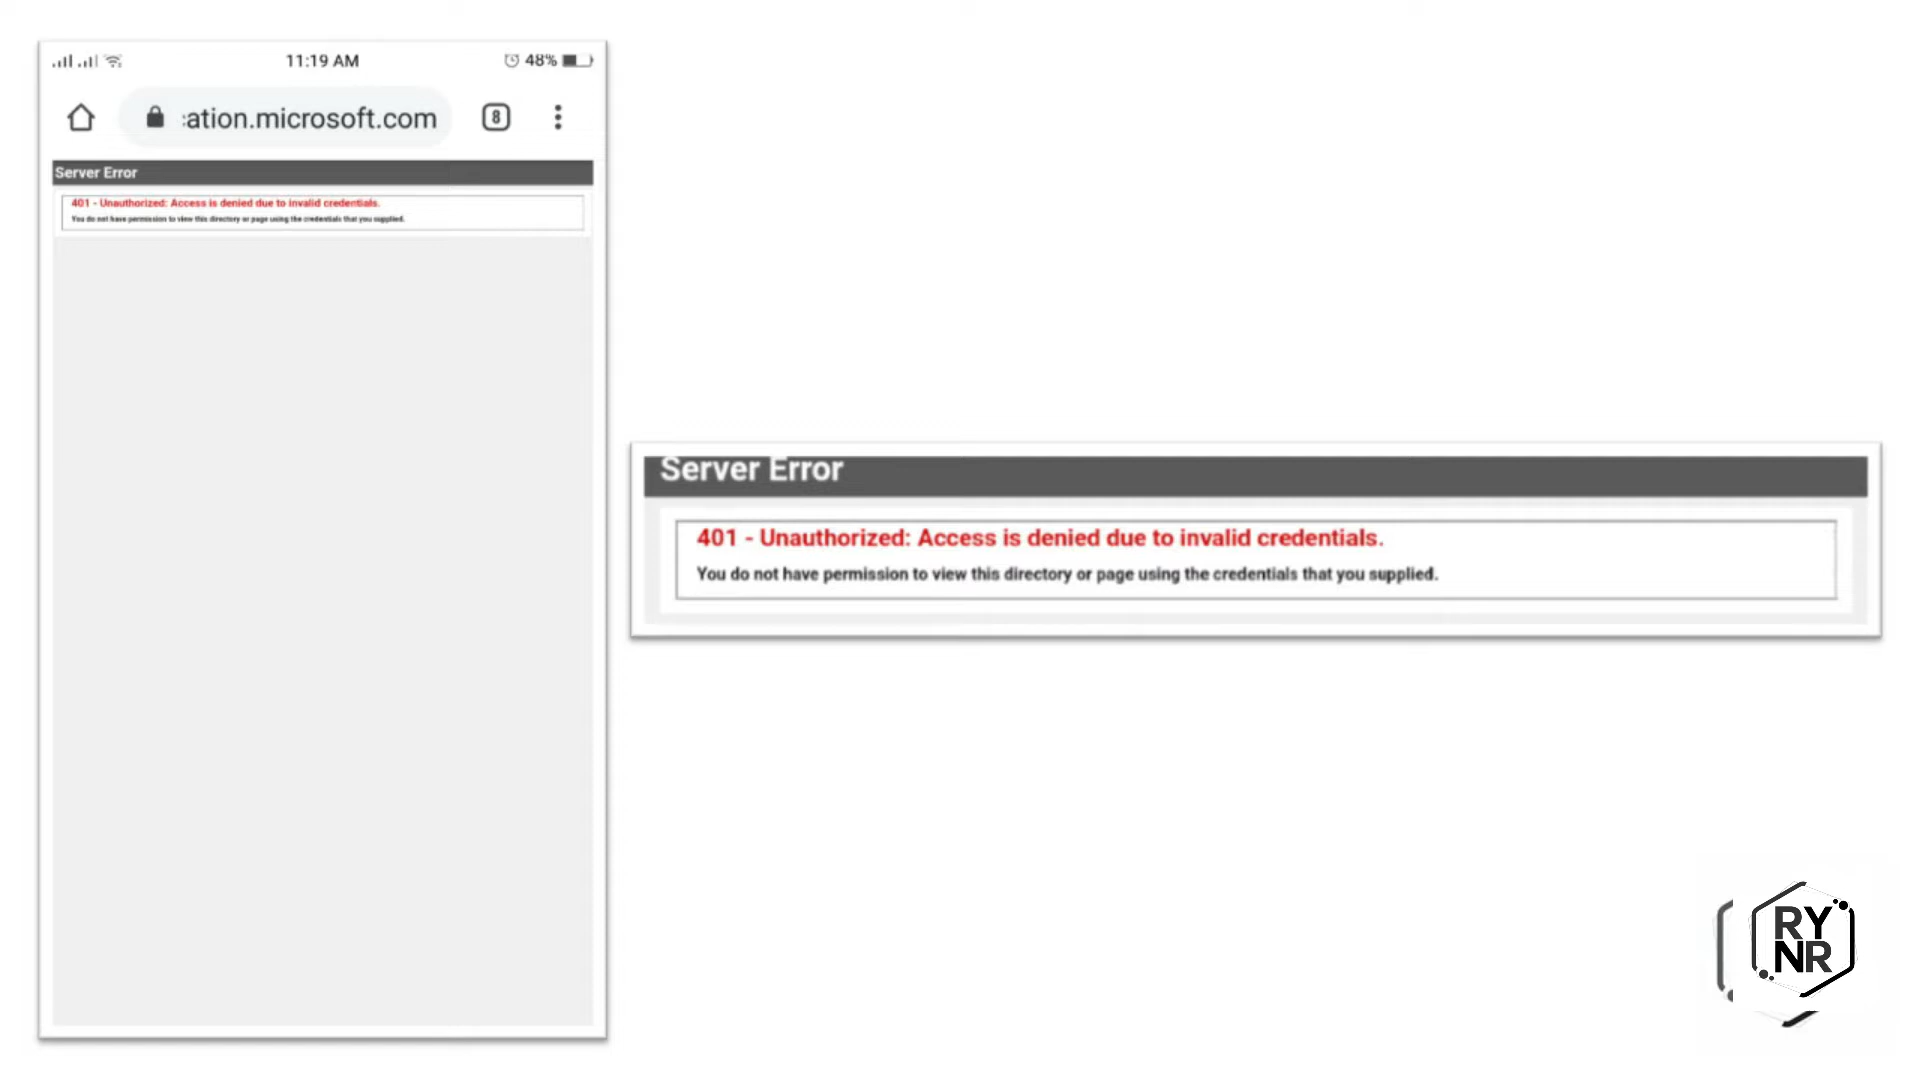 11:19 AM
48%
:ation.microsoft.com
8
Server Error
401 - Unauthorized: Access is denied due to invalid credentials.
You do not have permission to view this directory or page using the credentials that you supplied.
Server Error
401 - Unauthorized: Access is denied due to invalid credentials.
You do not have permission to view this directory or page using the credentials that you supplied.
RY
NR